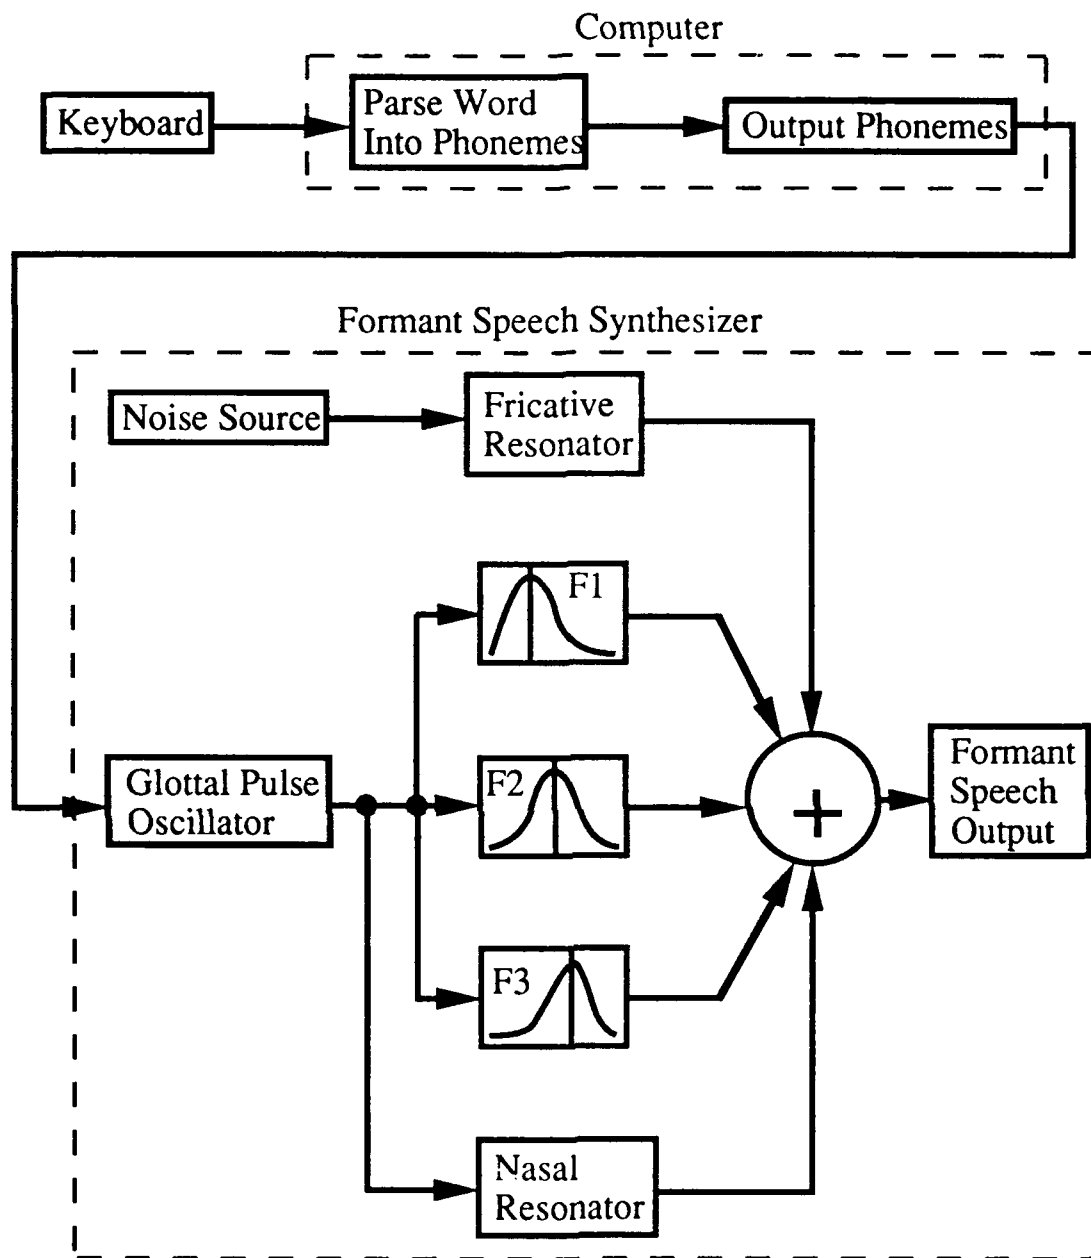 Computer
Keyboard
Parse Word
Into Phonemes
Output Phonemes
Formant Speech Synthesizer
Noise Source
Fricative
Resonator
F1
Glottal Pulse
Oscillator
F2
+
Formant
Speech
Output
F3
Nasal
Resonator